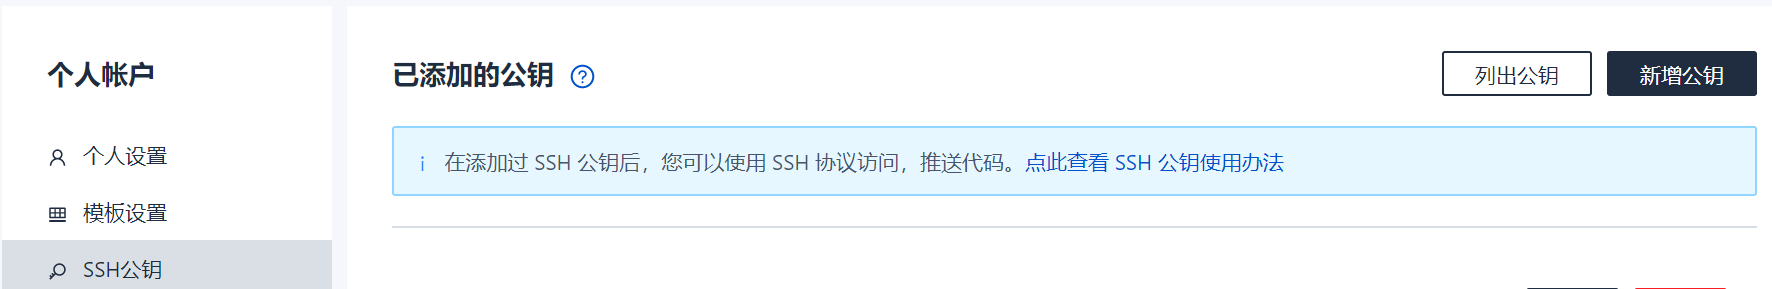 个人帐户
个人设置
模板设置
SSH公钥
已添加的公钥
列出公钥
新增公钥
在添加过 SSH 公钥后，您可以使用 SSH 协议访问，推送代码。点此查看 SSH 公钥使用办法